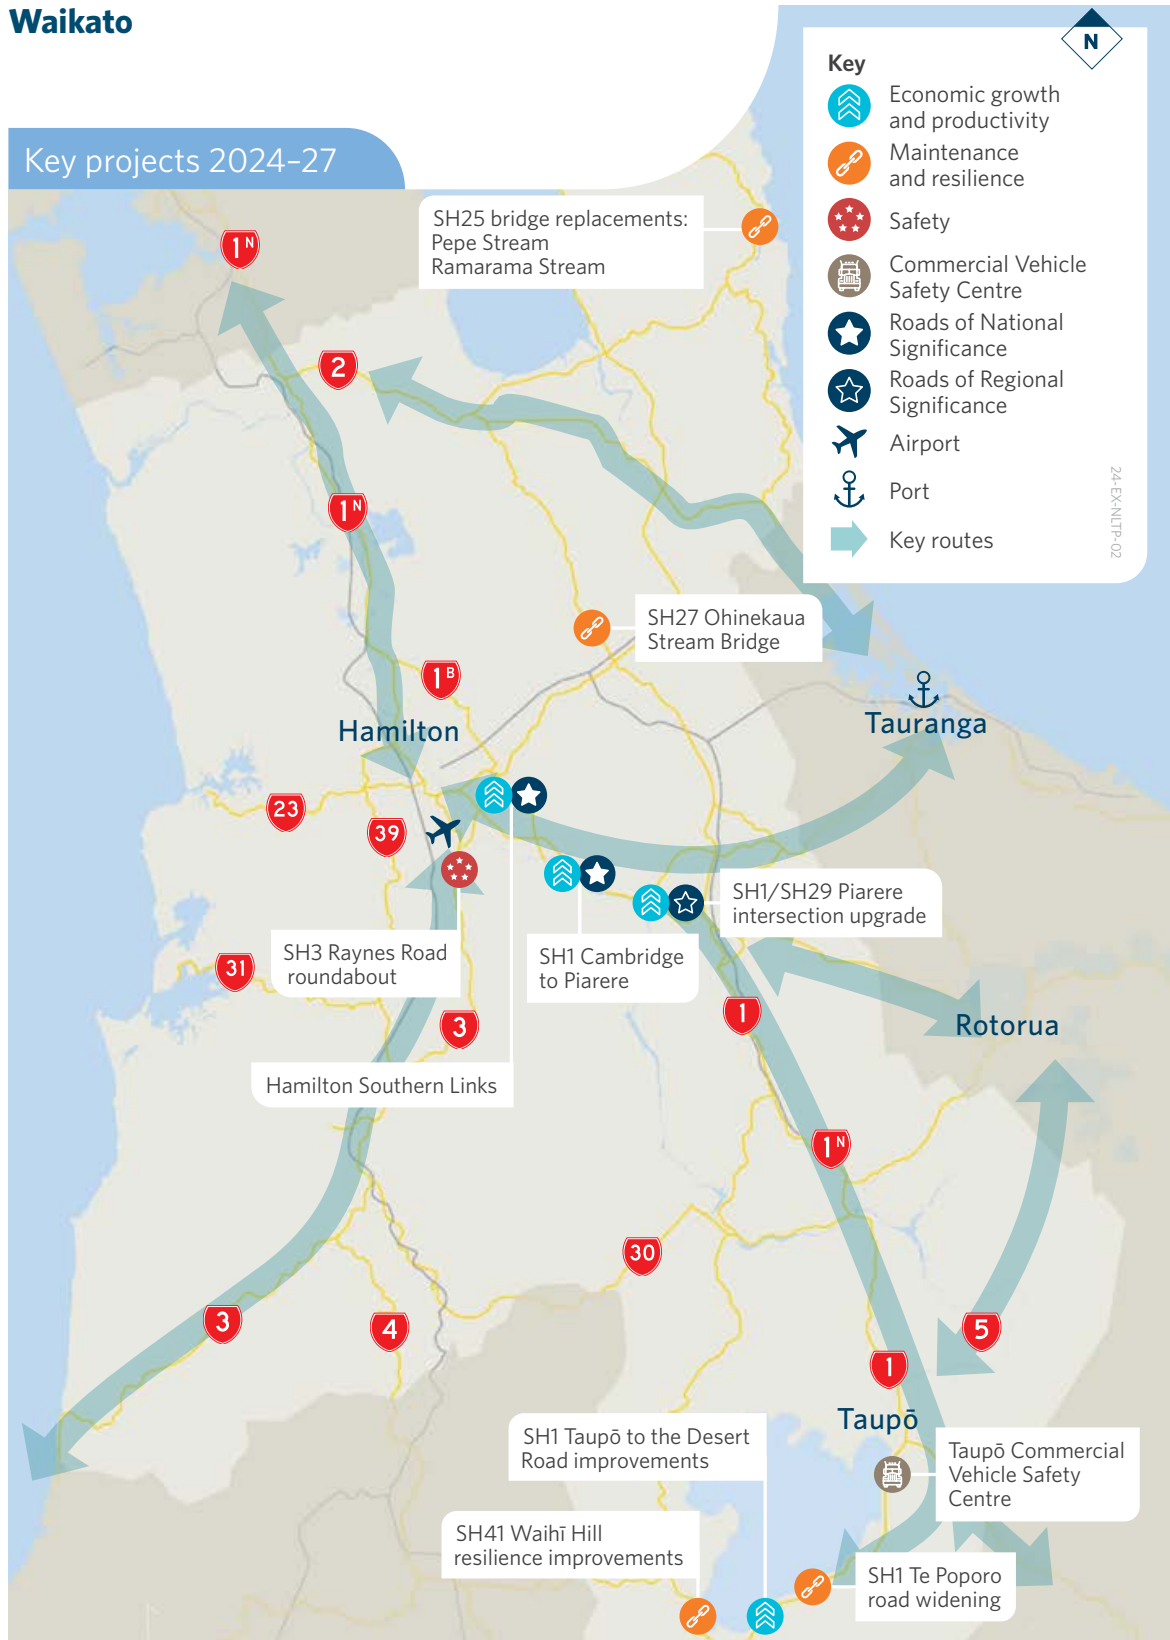 Waikato
Key projects 2024–27
N
Key
Economic growth
and productivity
Maintenance
and resilience
Safety
Commercial Vehicle
Safety Centre
Roads of National
Significance
Roads of Regional
Significance
Airport
Port
Key routes
24-EX-NLTP-02
SH25 bridge replacements:
Pepe Stream
Ramarama Stream
1N
2
1N
SH27 Ohinekaua
Stream Bridge
1B
Hamilton
Tauranga
23
39
SH1/SH29 Piarere
intersection upgrade
SH3 Raynes Road
roundabout
SH1 Cambridge
to Piarere
31
1
3
Rotorua
Hamilton Southern Links
1N
30
3
4
5
1
Taupō
SH1 Taupō to the Desert
Road improvements
Taupō Commercial
Vehicle Safety
Centre
SH41 Waihī Hill
resilience improvements
SH1 Te Poporo
road widening